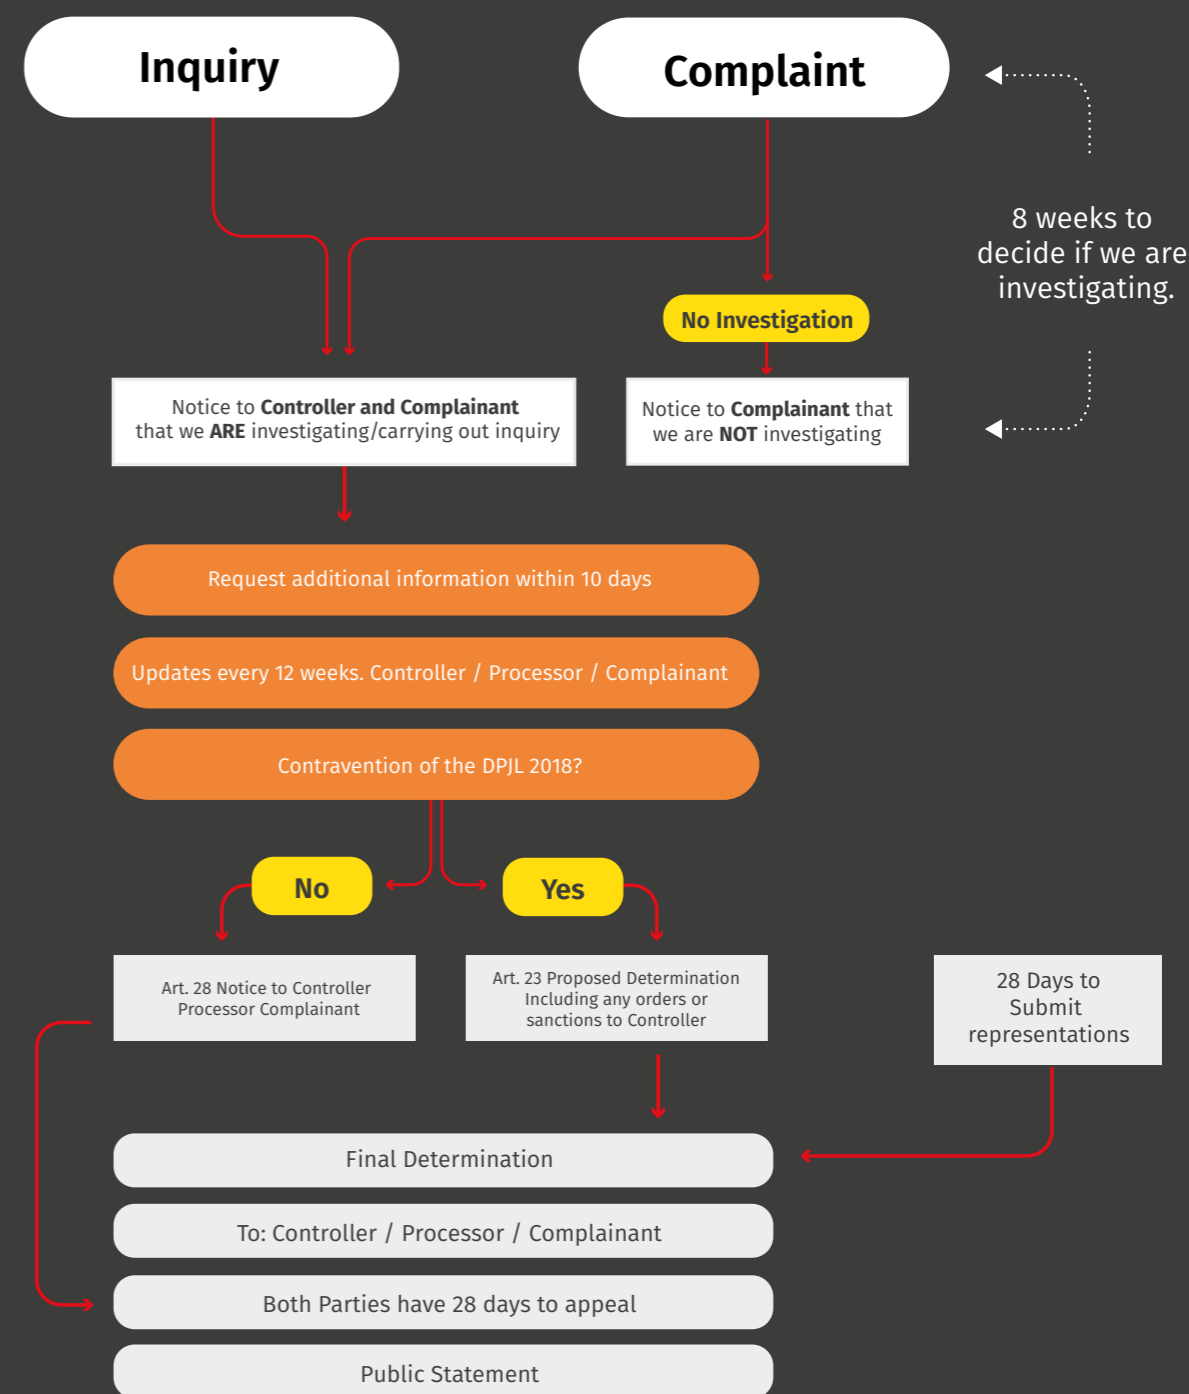 Inquiry
Complaint
8 weeks to
decide if we are
investigating.
No Investigation
Notice to Controller and Complainant
that we ARE investigating/carrying out inquiry
Notice to Complainant that
we are NOT investigating
Request additional information within 10 days
Updates every 12 weeks. Controller / Processor / Complainant
Contravention of the DPJL 2018?
No
Yes
Art. 28 Notice to Controller
Processor Complainant
Art. 23 Proposed Determination
Including any orders or
sanctions to Controller
28 Days to
Submit
representations
Final Determination
To: Controller / Processor / Complainant
Both Parties have 28 days to appeal
Public Statement